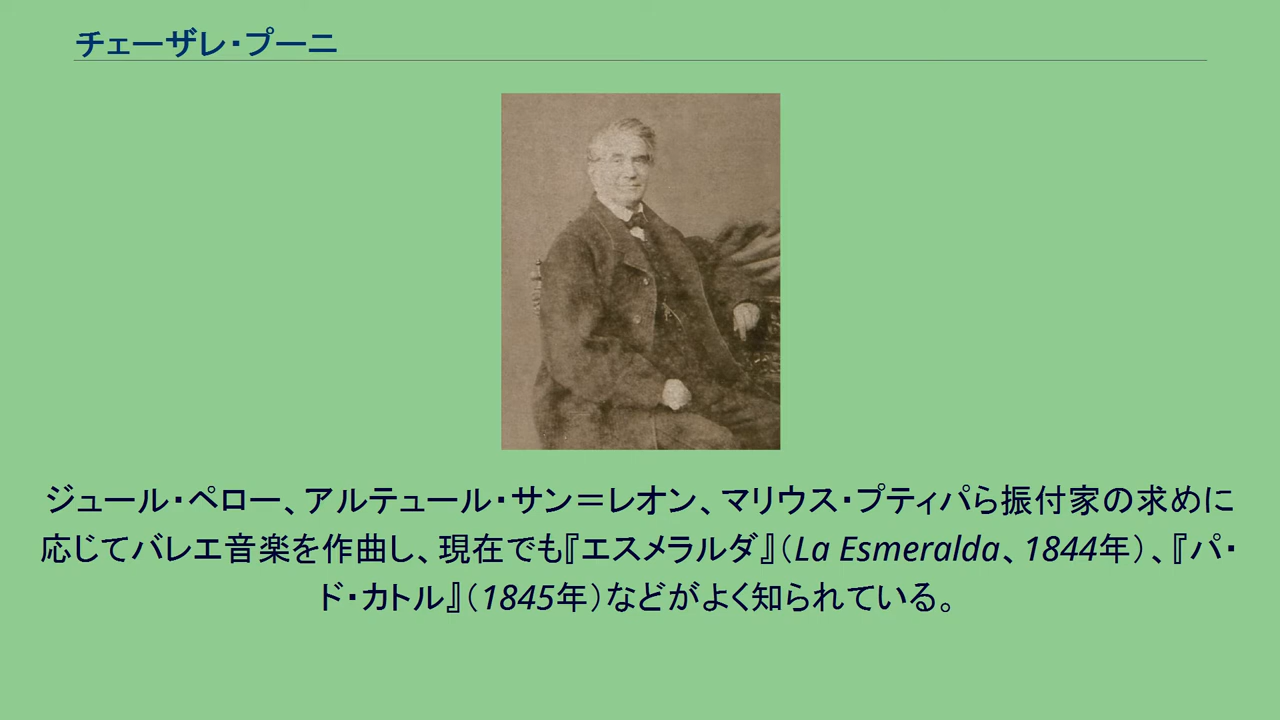 チェーザレ・プーニ
ジュール・ペロー、アルテュール・サン＝レオン、マリウス・プティパら振付家の求めに
応じてバレエ音楽を作曲し、現在でも『エスメラルダ』（La Esmeralda、1844年）、『パ・
ド・カトル』（1845年）などがよく知られている。